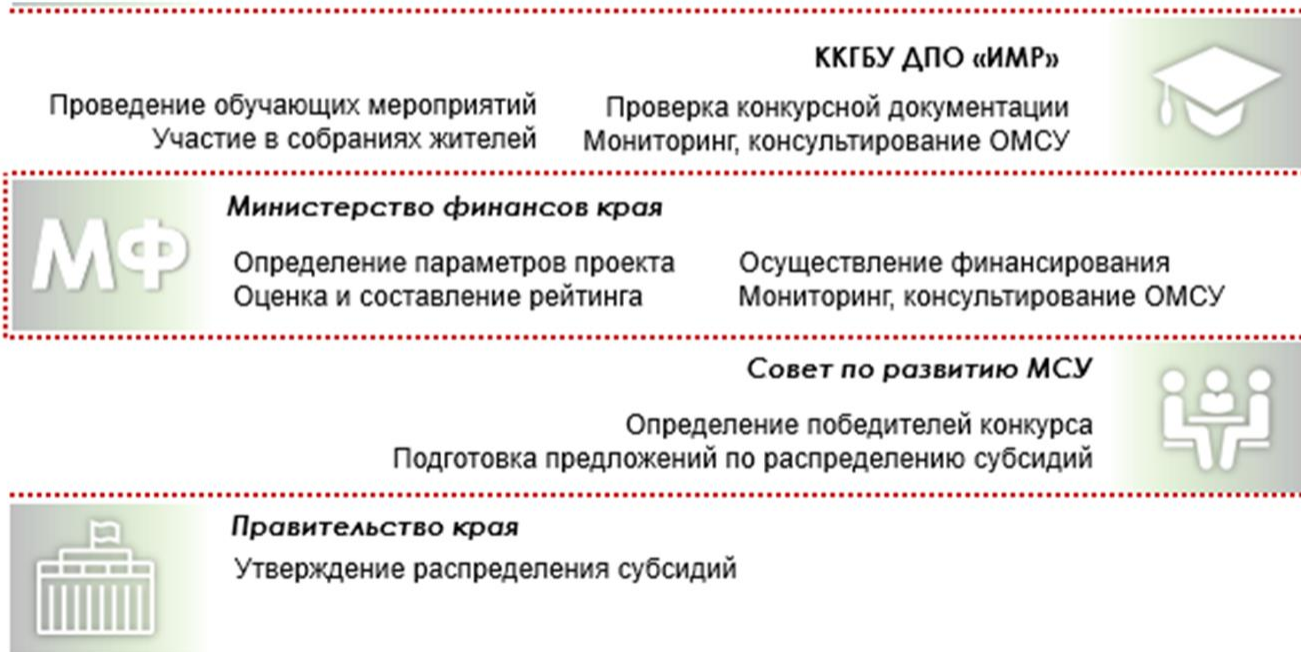 ККГБУ ДПО «ИМР»
Проведение обучающих мероприятий
Участие в собраниях жителей
Проверка конкурсной документации
Мониторинг, консультирование ОМСУ
МФ
Министерство финансов края
Определение параметров проекта
Оценка и составление рейтинга
Осуществление финансирования
Мониторинг, консультирование ОМСУ
Совет по развитию МСУ
Определение победителей конкурса
Подготовка предложений по распределению субсидий
Правительство края
Утверждение распределения субсидий